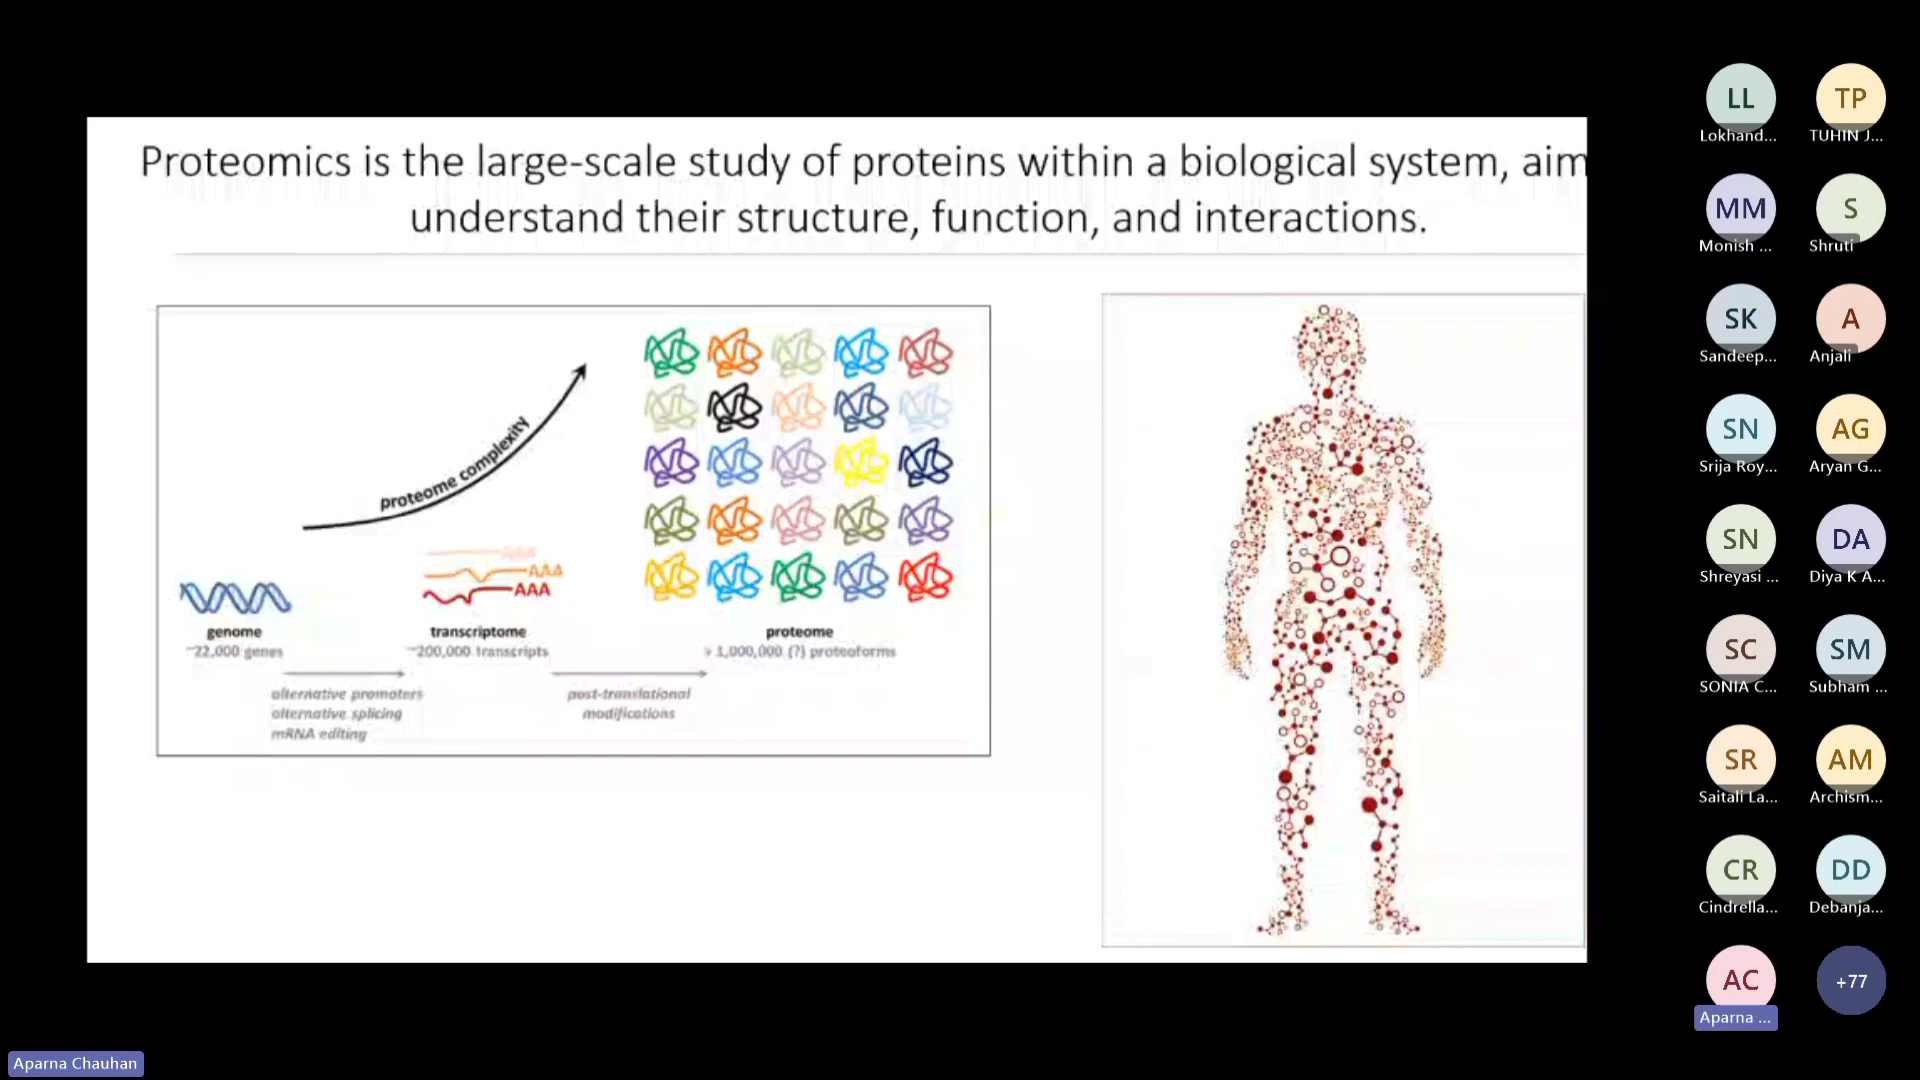 Proteomics is the large-scale study of proteins within a biological system, aim
understand their structure, function, and interactions.
proteome complexity
AAA
AAA
AAA
genome
~22,000 genes
transcriptome
~200,000 transcripts
proteome
> 1,000,000 (?) proteoforms
alternative promoters
alternative splicing
mRNA editing
post-translational
modifications
LL
Lokhand...
TP
TUHIN J...
MM
Monish ...
S
Shruti
SK
Sandeep...
A
Anjali
SN
Srija Roy...
AG
Aryan G...
SN
Shreyasi ...
DA
Diya K A...
SC
SONIA C...
SM
Subham ...
SR
Saitali La...
AM
Archism...
CR
Cindrella...
DD
Debanja...
AC
Aparna ...
+77
Aparna Chauhan